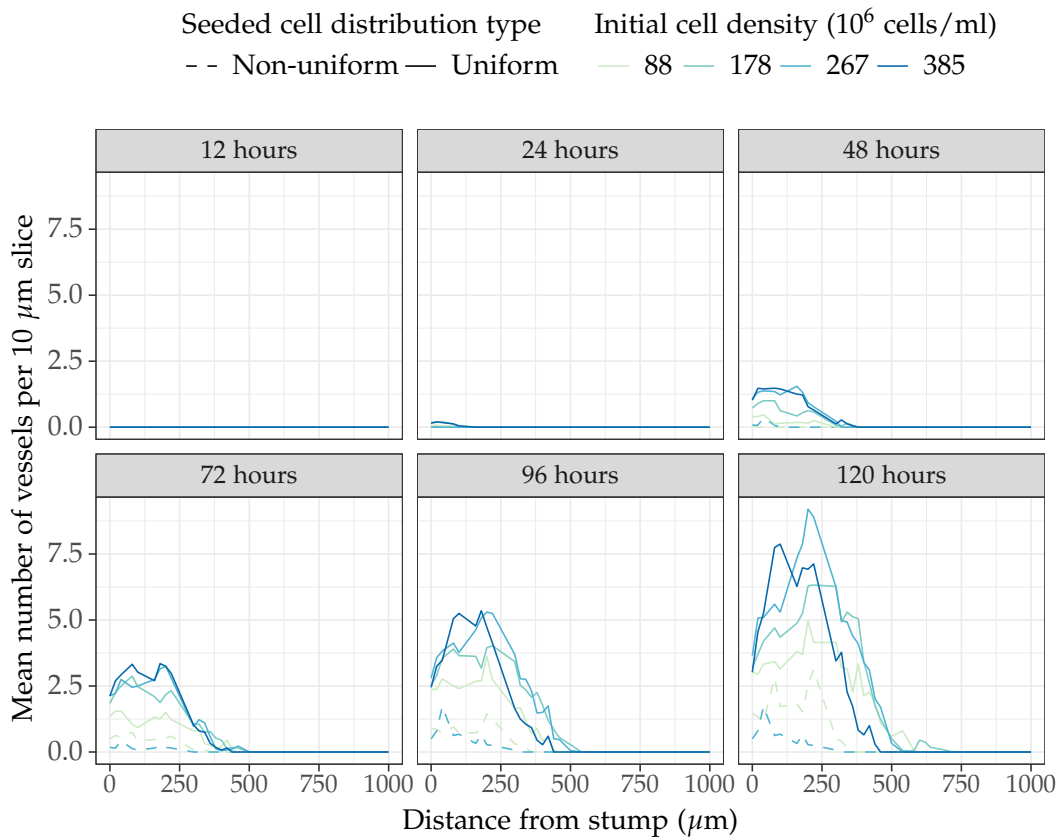 Seeded cell distribution type Initial cell density (10⁶ cells/ml)
Non-uniform Uniform 88 178 267 385
12 hours 24 hours 48 hours
7.5
5.0
2.5
0.0
72 hours 96 hours 120 hours
7.5
5.0
2.5
0.0
0 250 500 750 1000 0 250 500 750 1000 0 250 500 750 1000
Distance from stump (μm)
Mean number of vessels per 10 μm slice